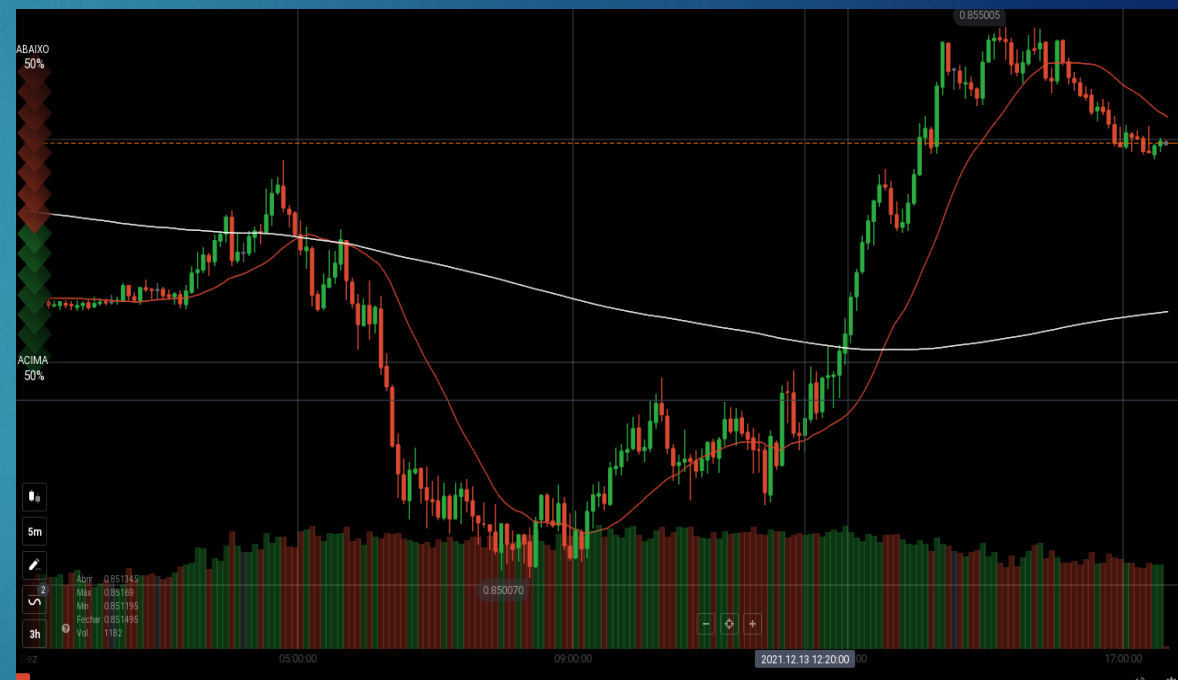 0.855005
ABAIXO
50%
ACIMA
50%
5m
2
3h
Abrir 0.851345
Máx 0.85169
Mín 0.851195
Fechar 0.851495
Vol. 1182
0.850070
Dez
05:00:00
09:00:00
2021.12.13 12:20:00
17:00:00